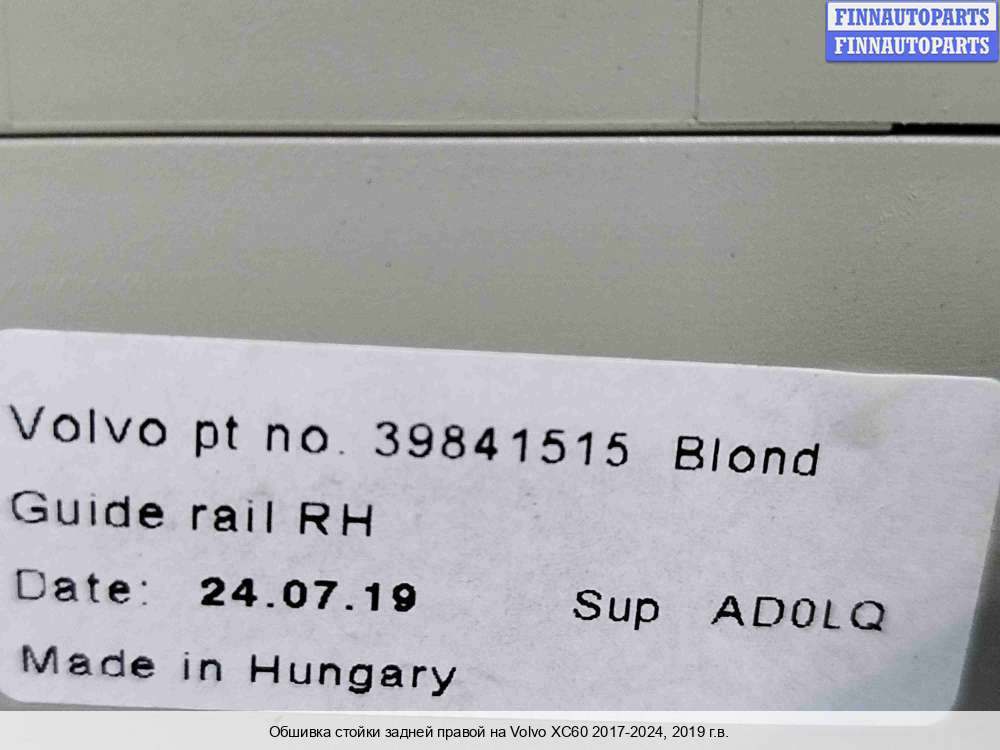 FINNAUTOPARTS
FINNAUTOPARTS
Volvo pt no. 39841515 Blond
Guide rail RH
Date: 24.07.19 Sup AD0LQ
Made in Hungary
Обшивка стойки задней правой на Volvo XC60 2017-2024, 2019 г.в.